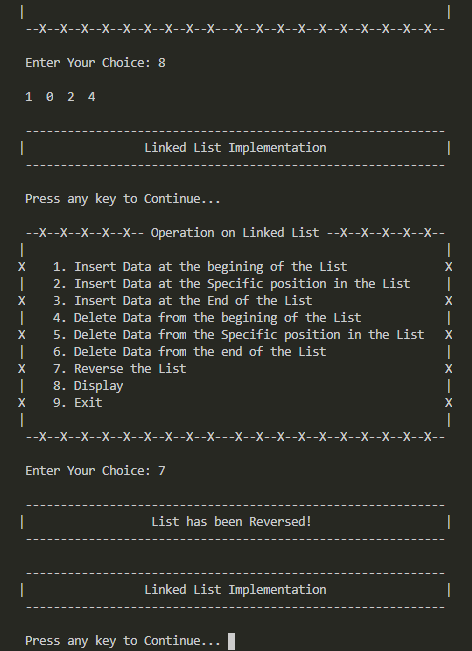 |                                                            |
--X--X--X--X--X--X--X--X---X--X--X--X--X--X--X--X--X--X--X--
Enter Your Choice: 8
1  0  2  4
------------------------------------------------------------
|                 Linked List Implementation                 |
------------------------------------------------------------
Press any key to Continue...
--X--X--X--X--X-- Operation on Linked List --X--X--X--X--X--
|                                                            |
X    1. Insert Data at the begining of the List              X
|    2. Insert Data at the Specific position in the List     |
X    3. Insert Data at the End of the List                   X
|    4. Delete Data from the begining of the List            |
X    5. Delete Data from the Specific position in the List   X
|    6. Delete Data from the end of the List                 |
X    7. Reverse the List                                     X
|    8. Display                                              |
X    9. Exit                                                 X
|                                                            |
--X--X--X--X--X--X--X--X--X---X--X--X--X--X--X--X--X--X--X--
Enter Your Choice: 7
------------------------------------------------------------
|                  List has been Reversed!                   |
------------------------------------------------------------
------------------------------------------------------------
|                 Linked List Implementation                 |
------------------------------------------------------------
Press any key to Continue...